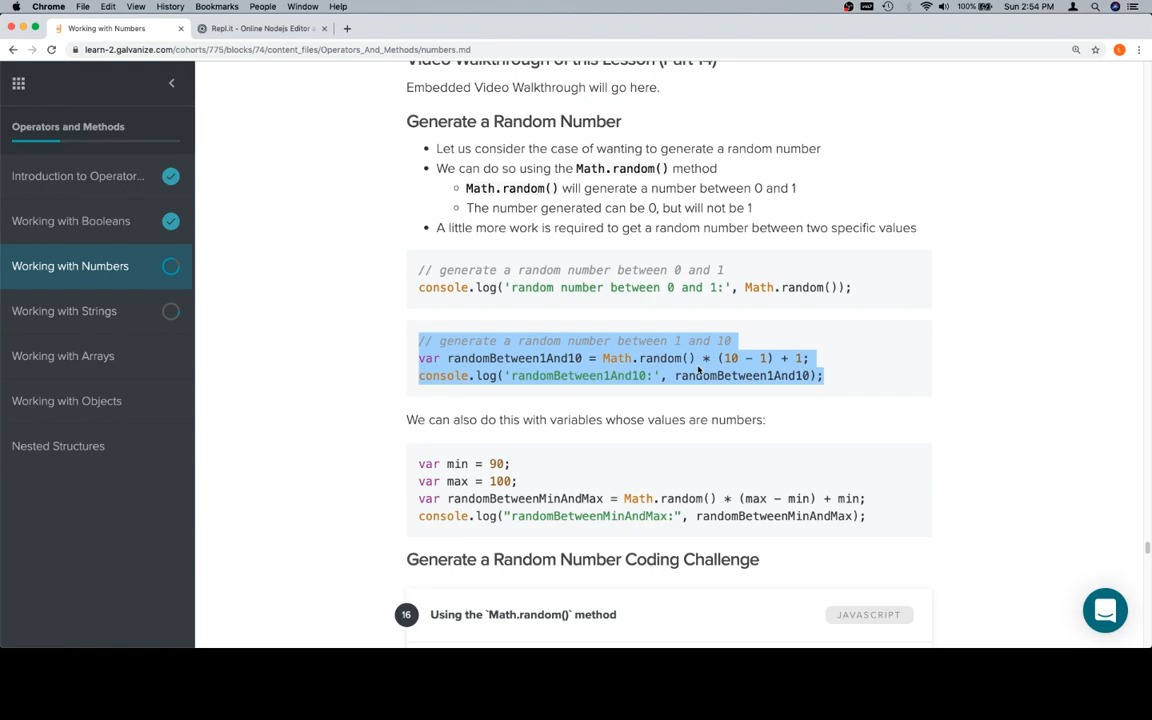 Chrome File Edit View History Bookmarks People Window Help
100% Sun 2:54 PM
Working with Numbers
Repl.it - Online Nodejs Editor
learn-2.galvanize.com/cohorts/775/blocks/74/content_files/Operators_And_Methods/numbers.md
Operators and Methods
Introduction to Operator...
Working with Booleans
Working with Numbers
Working with Strings
Working with Arrays
Working with Objects
Nested Structures
Video Walkthrough of this Lesson (Part 14)
Embedded Video Walkthrough will go here.
Generate a Random Number
Let us consider the case of wanting to generate a random number
We can do so using the Math.random() method
Math.random() will generate a number between 0 and 1
The number generated can be 0, but will not be 1
A little more work is required to get a random number between two specific values
// generate a random number between 0 and 1
console.log('random number between 0 and 1:', Math.random());
// generate a random number between 1 and 10
var randomBetween1And10 = Math.random() * (10 - 1) + 1;
console.log('randomBetween1And10:', randomBetween1And10);
We can also do this with variables whose values are numbers:
var min = 90;
var max = 100;
var randomBetweenMinAndMax = Math.random() * (max - min) + min;
console.log("randomBetweenMinAndMax:", randomBetweenMinAndMax);
Generate a Random Number Coding Challenge
16 Using the `Math.random()` method JAVASCRIPT